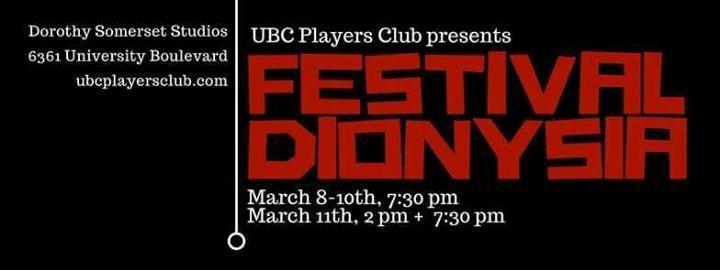 Dorothy Somerset Studios
6361 University Boulevard
ubcplayersclub.com
UBC Players Club presents
FESTIVAL
DIONYSIA
March 8-10th, 7:30 pm
March 11th, 2 pm + 7:30 pm